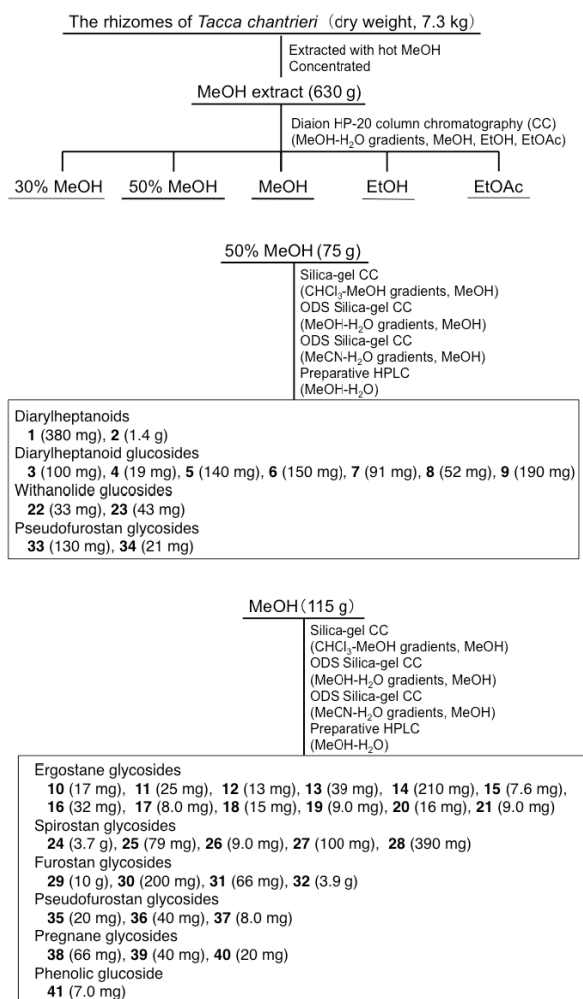 The rhizomes of Tacca chantrieri (dry weight, 7.3 kg)
Extracted with hot MeOH
Concentrated
MeOH extract (630 g)
Diaion HP-20 column chromatography (CC)
(MeOH-H₂O gradients, MeOH, EtOH, EtOAc)
30% MeOH 50% MeOH MeOH EtOH EtOAc
50% MeOH (75 g)
Silica-gel CC
(CHCl₃-MeOH gradients, MeOH)
ODS Silica-gel CC
(MeOH-H₂O gradients, MeOH)
ODS Silica-gel CC
(MeCN-H₂O gradients, MeOH)
Preparative HPLC
(MeOH-H₂O)
Diarylheptanoids
1 (380 mg), 2 (1.4 g)
Diarylheptanoid glucosides
3 (100 mg), 4 (19 mg), 5 (140 mg), 6 (150 mg), 7 (91 mg), 8 (52 mg), 9 (190 mg)
Withanolide glucosides
22 (33 mg), 23 (43 mg)
Pseudofurostan glycosides
33 (130 mg), 34 (21 mg)
MeOH (115 g)
Silica-gel CC
(CHCl₃-MeOH gradients, MeOH)
ODS Silica-gel CC
(MeOH-H₂O gradients, MeOH)
ODS Silica-gel CC
(MeCN-H₂O gradients, MeOH)
Preparative HPLC
(MeOH-H₂O)
Ergostane glycosides
10 (17 mg), 11 (25 mg), 12 (13 mg), 13 (39 mg), 14 (210 mg), 15 (7.6 mg),
16 (32 mg), 17 (8.0 mg), 18 (15 mg), 19 (9.0 mg), 20 (16 mg), 21 (9.0 mg)
Spirostan glycosides
24 (3.7 g), 25 (79 mg), 26 (9.0 mg), 27 (100 mg), 28 (390 mg)
Furostan glycosides
29 (10 g), 30 (200 mg), 31 (66 mg), 32 (3.9 g)
Pseudofurostan glycosides
35 (20 mg), 36 (40 mg), 37 (8.0 mg)
Pregnane glycosides
38 (66 mg), 39 (40 mg), 40 (20 mg)
Phenolic glucoside
41 (7.0 mg)